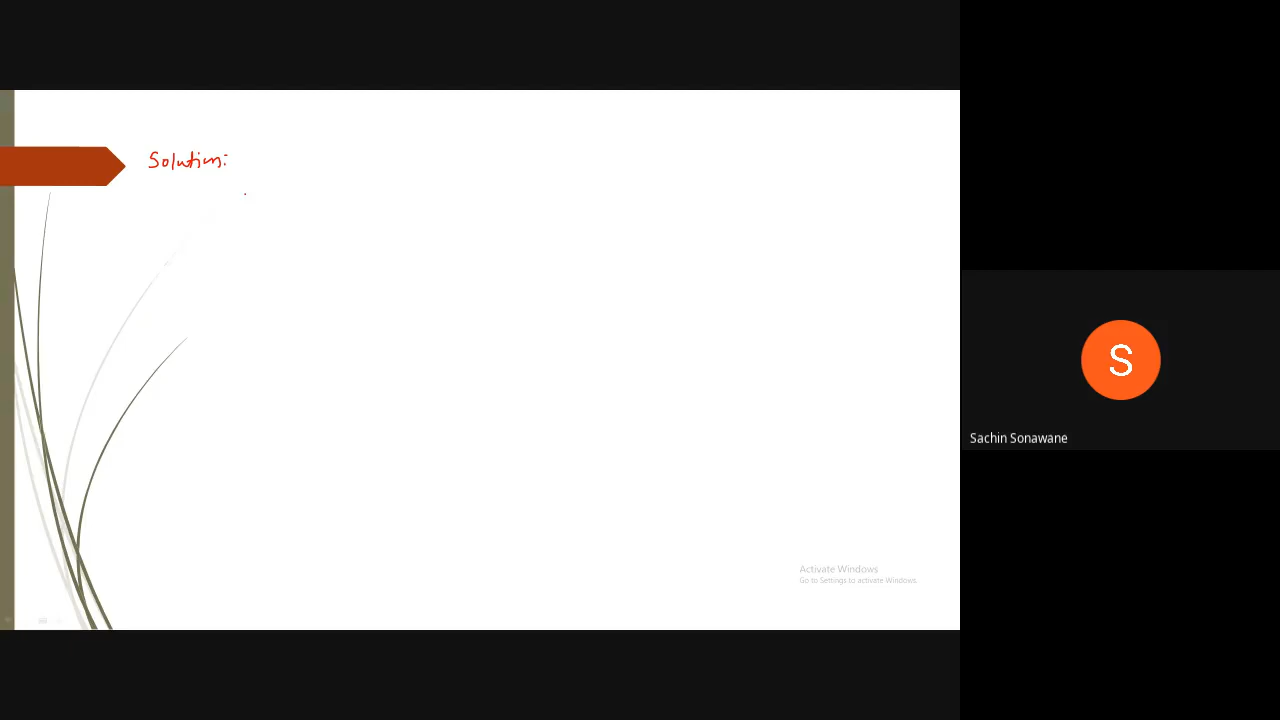 Solution:
S
Sachin Sonawane
Activate Windows
Go to Settings to activate Windows.